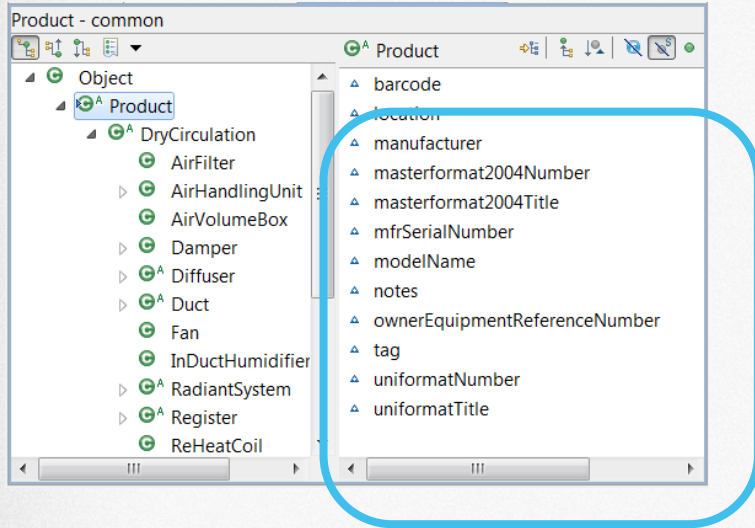 Product - common
Object
Product
DryCirculation
AirFilter
AirHandlingUnit
AirVolumeBox
Damper
Diffuser
Duct
Fan
InDuctHumidifier
RadiantSystem
Register
ReHeatCoil
Product
barcode
location
manufacturer
masterformat2004Number
masterformat2004Title
mfrSerialNumber
modelName
notes
ownerEquipmentReferenceNumber
tag
uniformatNumber
uniformatTitle